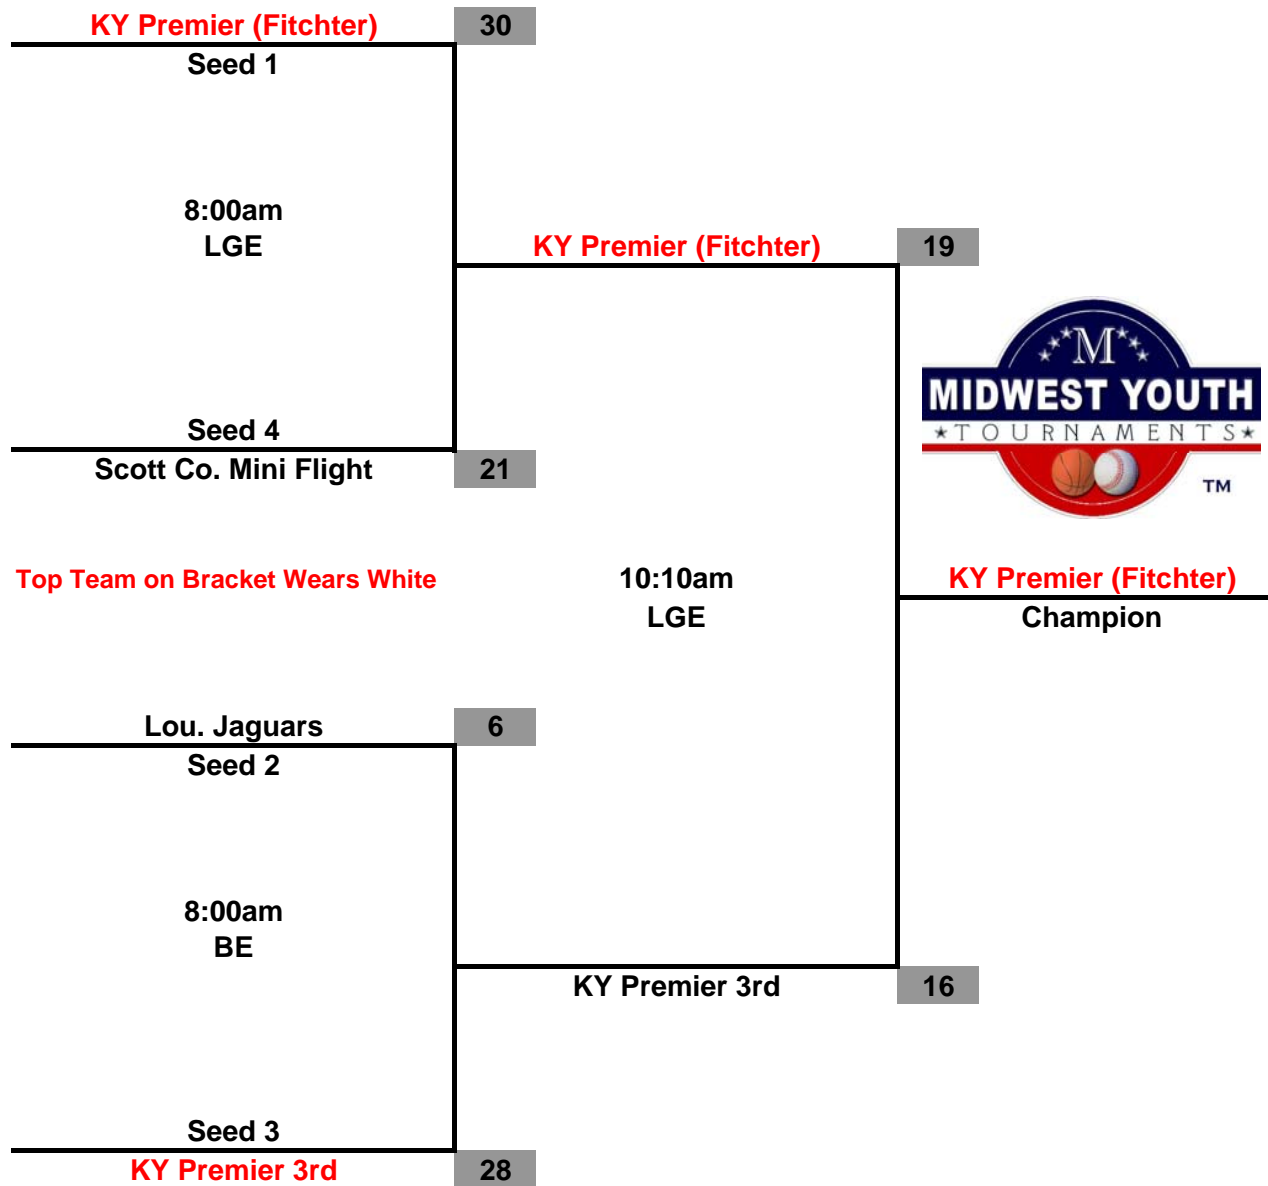 KY Premier (Fitchter) 30
Seed 1
8:00am
LGE
KY Premier (Fitchter) 19
M
MIDWEST YOUTH
TOURNAMENTS
TM
Seed 4
Scott Co. Mini Flight 21
Top Team on Bracket Wears White
10:10am
LGE
KY Premier (Fitchter)
Champion
Lou. Jaguars 6
Seed 2
8:00am
BE
KY Premier 3rd 16
Seed 3
KY Premier 3rd 28